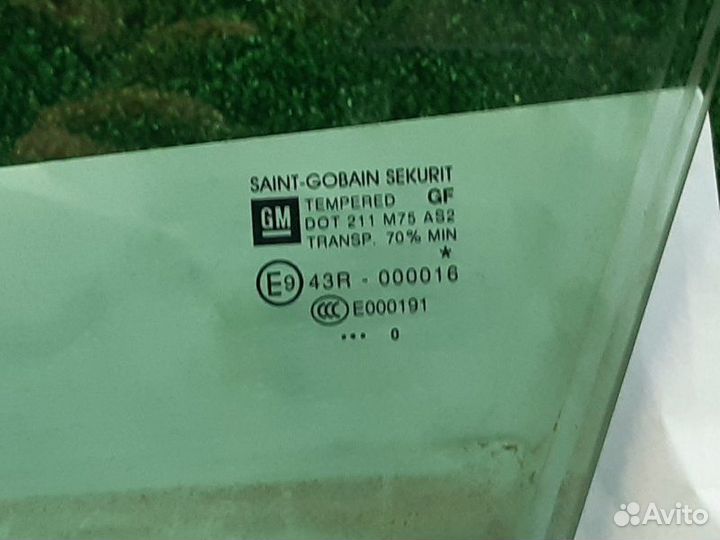 SAINT-GOBAIN SEKURIT
TEMPERED GF
GM DOT 211 M75 AS2
TRANSP. 70% MIN
*
E9 43R - 000016
CCC E000191
••• 0
Avito